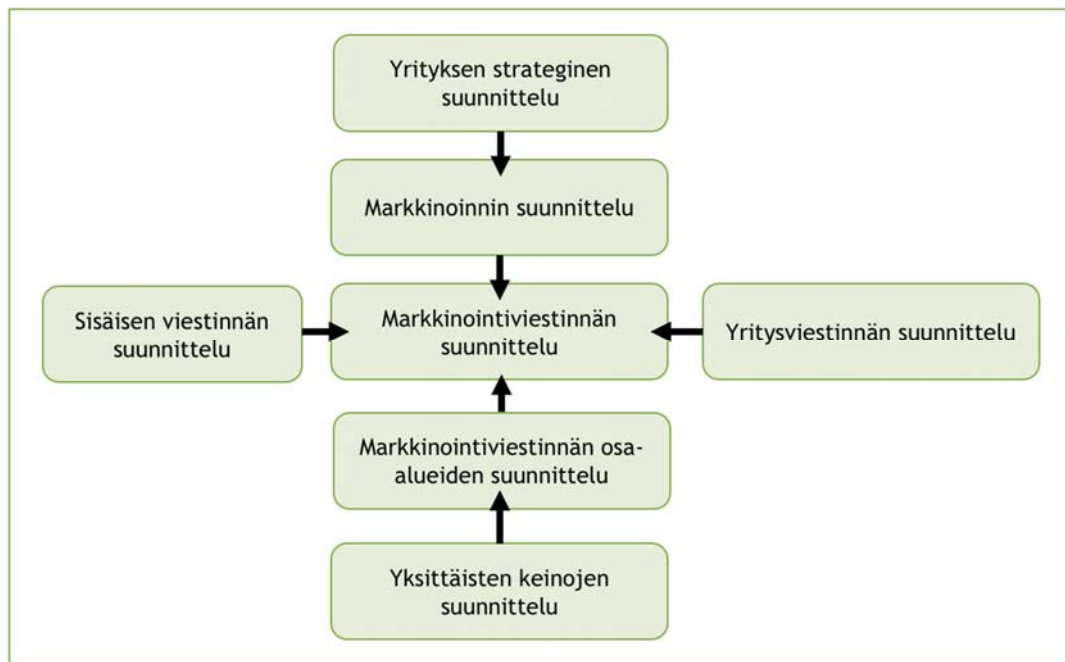 Yrityksen strateginen
suunnittelu
Markkinoinnin suunnittelu
Sisäisen viestinnän
suunnittelu
Markkinointiviestinnän
suunnittelu
Yritysviestinnän suunnittelu
Markkinointiviestinnän osa-
alueiden suunnittelu
Yksittäisten keinojen
suunnittelu